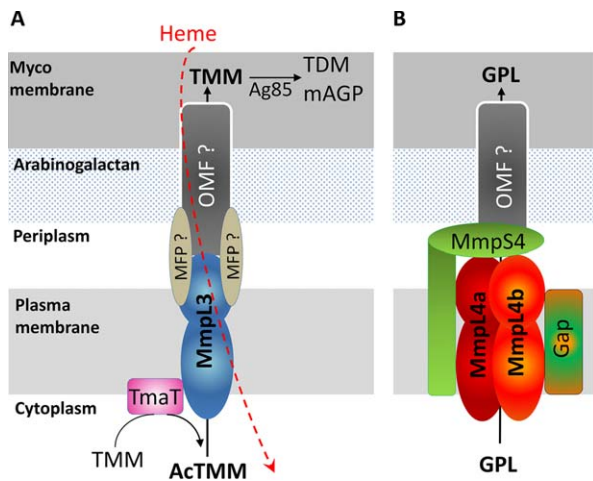 A
Heme
Myco
membrane
TMM
Ag85
TDM
mAGP
Arabinogalactan
OMF ?
Periplasm
MFP ?
MFP ?
Plasma
membrane
MmpL3
Cytoplasm
TmaT
TMM
AcTMM
B
GPL
OMF ?
MmpS4
MmpL4a
MmpL4b
Gap
GPL